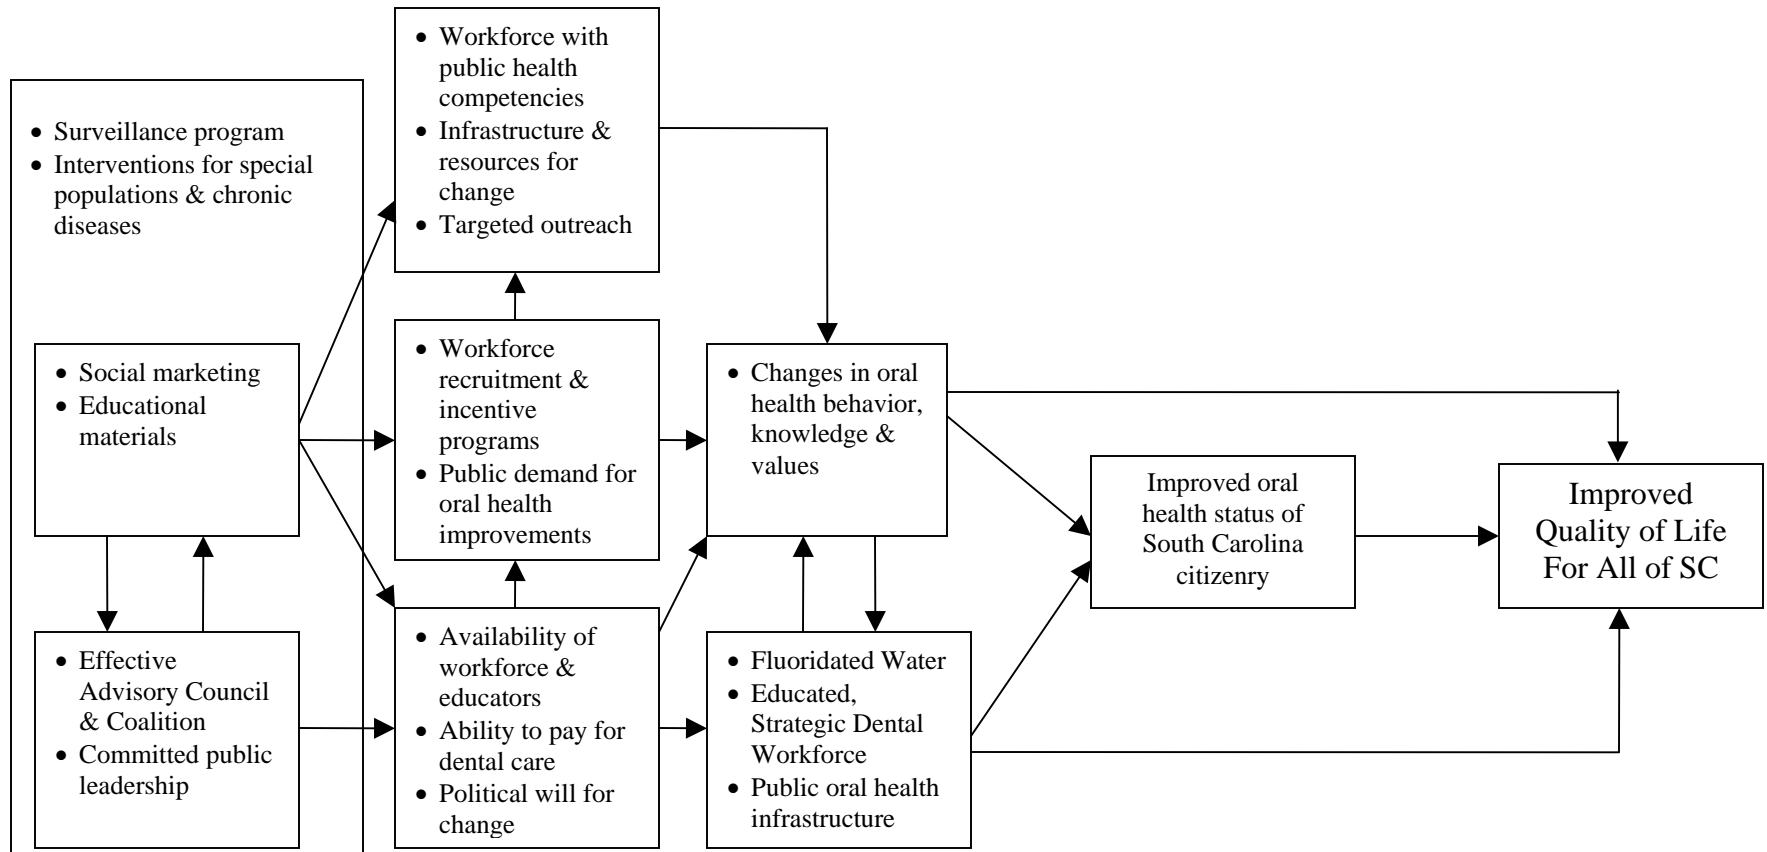 • Surveillance program
• Interventions for special
populations & chronic
diseases
• Social marketing
• Educational
materials
• Effective
Advisory Council
& Coalition
• Committed public
leadership
• Workforce with
public health
competencies
• Infrastructure &
resources for
change
• Targeted outreach
• Workforce
recruitment &
incentive
programs
• Public demand for
oral health
improvements
• Availability of
workforce &
educators
• Ability to pay for
dental care
• Political will for
change
• Changes in oral
health behavior,
knowledge &
values
• Fluoridated Water
• Educated,
Strategic Dental
Workforce
• Public oral health
infrastructure
Improved oral
health status of
South Carolina
citizenry
Improved
Quality of Life
For All of SC